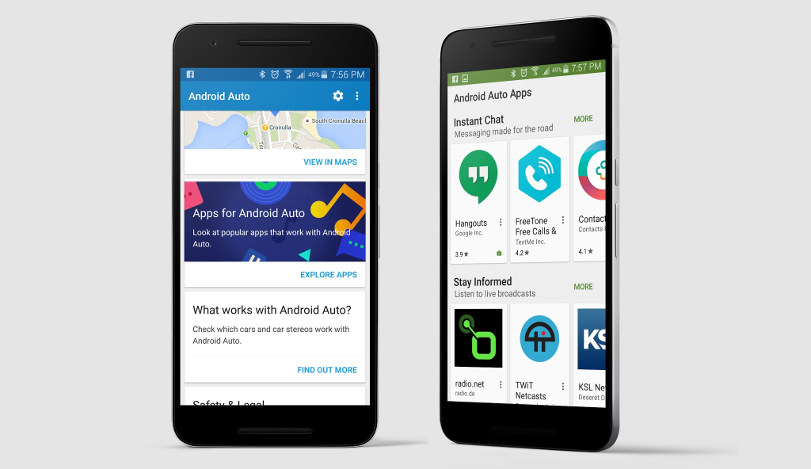 49% 7:56 PM
Android Auto
South Cronulla Beac
Cronulla
VIEW IN MAPS
Apps for Android Auto
Look at popular apps that work with Android
Auto.
EXPLORE APPS
What works with Android Auto?
Check which cars and car stereos work with
Android Auto.
FIND OUT MORE
Safety & Legal
49% 7:57 PM
Android Auto Apps
Instant Chat
MORE
Messaging made for the road
Hangouts
Google Inc.
3.9★
FreeTone
Free Calls &
TextMe Inc.
4.2★
Contact
Contacts
4.1★
Stay Informed
MORE
Listen to live broadcasts
radio.net
radio.de
TWiT
Netcasts
KS
KSL Ne
Deseret D